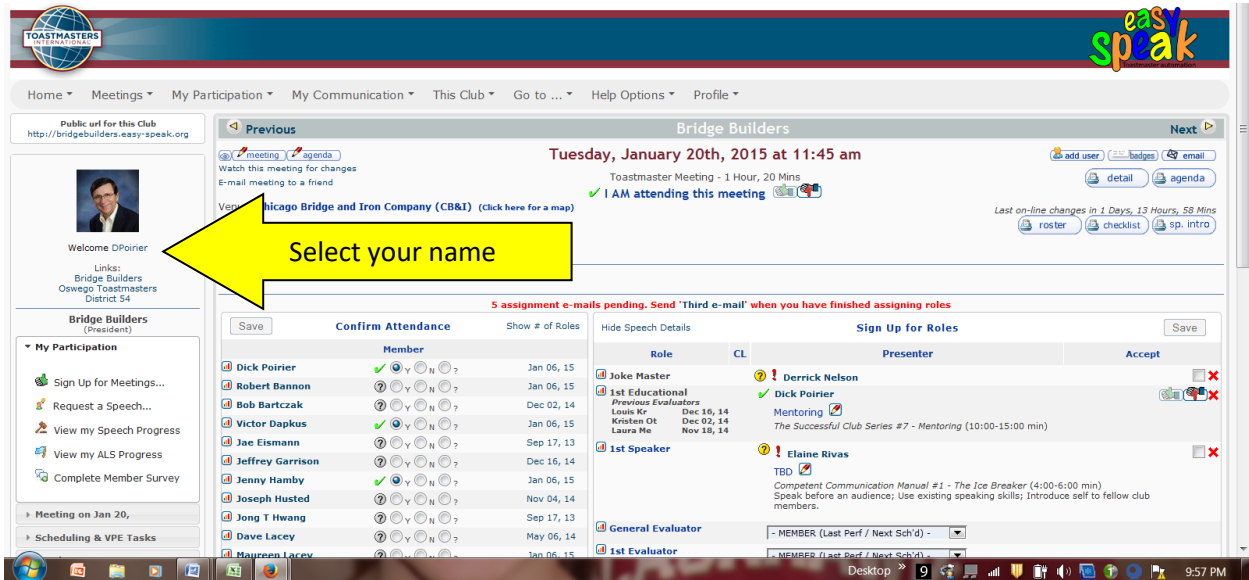 TOASTMASTERS
INTERNATIONAL
easy
speak
Toastmaster automation
Home Meetings My Participation My Communication This Club Go to ... Help Options Profile
Public url for this Club
http://bridgebuilders.easy-speak.org
Welcome DPoirier
Links:
Bridge Builders
Oswego Toastmasters
District 54
Bridge Builders
(President)
My Participation
Sign Up for Meetings...
Request a Speech...
View my Speech Progress
View my ALS Progress
Complete Member Survey
Meeting on Jan 20,
Scheduling & VPE Tasks
Previous Bridge Builders Next
meeting agenda
Watch this meeting for changes
E-mail meeting to a friend
Tuesday, January 20th, 2015 at 11:45 am
Toastmaster Meeting - 1 Hour, 20 Mins
I AM attending this meeting
add user badges email
detail agenda
Chicago Bridge and Iron Company (CB&I) (Click here for a map)
Last on-line changes in 1 Days, 13 Hours, 58 Mins
roster checklist sp. intro
Select your name
5 assignment e-mails pending. Send 'Third e-mail' when you have finished assigning roles
Save Confirm Attendance Show # of Roles
Member
Dick Poirier Y N ? Jan 06, 15
Robert Bannon ? Y N ? Jan 06, 15
Bob Bartczak ? Y N ? Dec 02, 14
Victor Dapkus Y N ? Jan 06, 15
Jae Eismann ? Y N ? Sep 17, 13
Jeffrey Garrison ? Y N ? Dec 16, 14
Jenny Hamby Y N ? Jan 06, 15
Joseph Husted ? Y N ? Nov 04, 14
Jong T Hwang ? Y N ? Sep 17, 13
Dave Lacey ? Y N ? May 06, 14
Maureen Lacey ? Jan 06, 15
Hide Speech Details Sign Up for Roles Save
Role CL Presenter Accept
Joke Master ? ! Derrick Nelson
1st Educational Dick Poirier
Previous Evaluators
Louis Kr Dec 16, 14
Kristen Ot Dec 02, 14
Laura Me Nov 18, 14
Mentoring
The Successful Club Series #7 - Mentoring (10:00-15:00 min)
1st Speaker ? ! Elaine Rivas
TBD
Competent Communication Manual #1 - The Ice Breaker (4:00-6:00 min)
Speak before an audience; Use existing speaking skills; Introduce self to fellow club
members.
General Evaluator - MEMBER (Last Perf / Next Sch'd) -
1st Evaluator - MEMBER (Last Perf / Next Sch'd) -
Desktop 9:57 PM